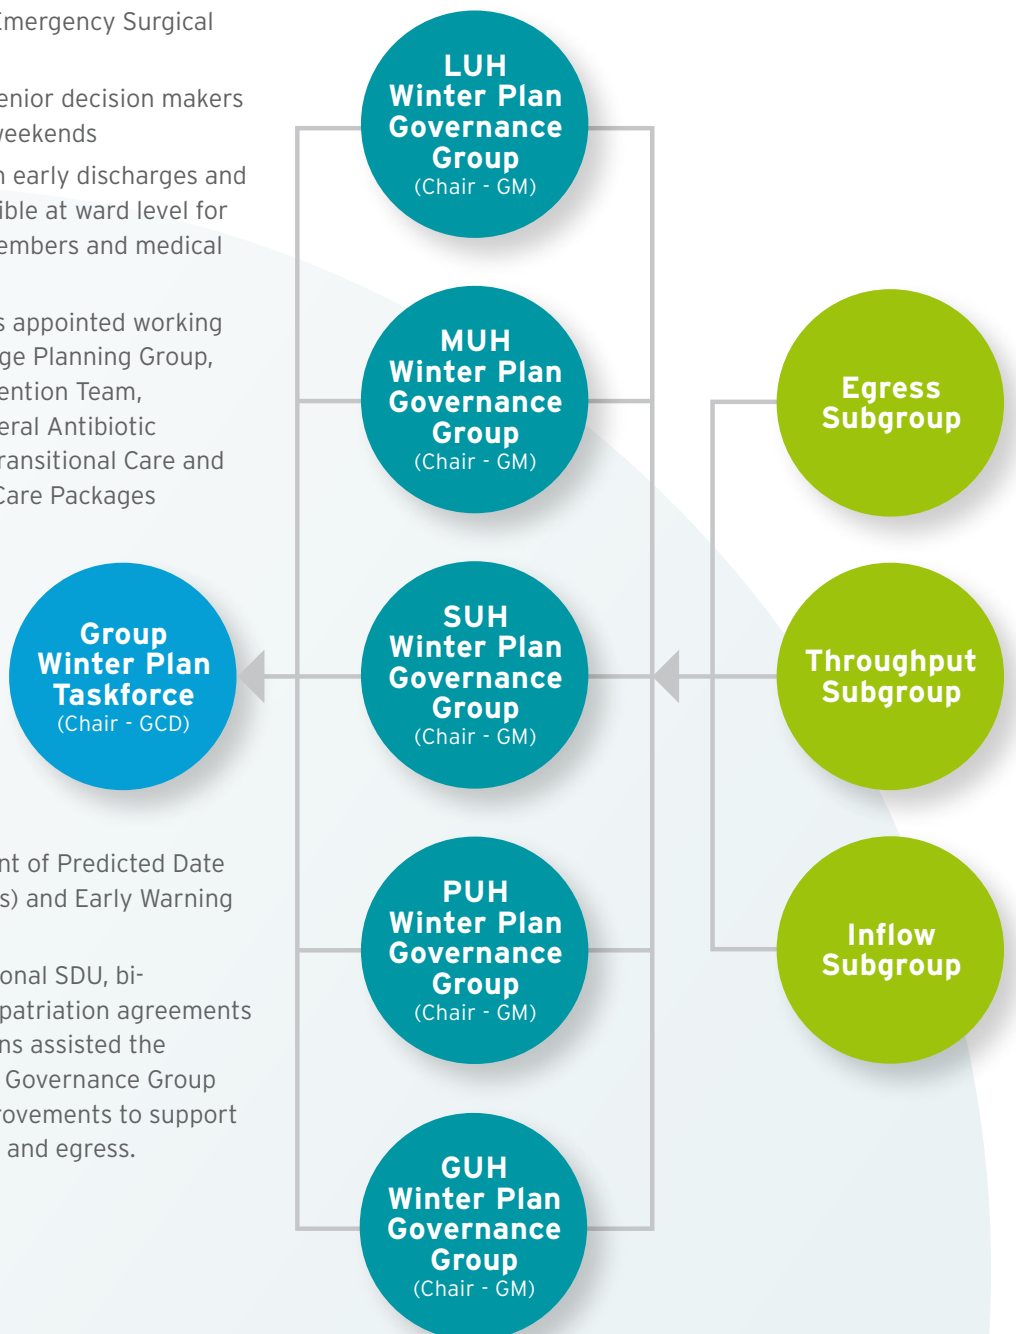 Emergency Surgical
enior decision makers
weekends
n early discharges and
ible at ward level for
embers and medical
s appointed working
ge Planning Group,
ention Team,
eral Antibiotic
ransitional Care and
Care Packages
Group
Winter Plan
Taskforce
(Chair - GCD)
nt of Predicted Date
s) and Early Warning
onal SDU, bi-
patriation agreements
ns assisted the
Governance Group
rovements to support
and egress.
LUH
Winter Plan
Governance
Group
(Chair - GM)
MUH
Winter Plan
Governance
Group
(Chair - GM)
SUH
Winter Plan
Governance
Group
(Chair - GM)
PUH
Winter Plan
Governance
Group
(Chair - GM)
GUH
Winter Plan
Governance
Group
(Chair - GM)
Egress
Subgroup
Throughput
Subgroup
Inflow
Subgroup